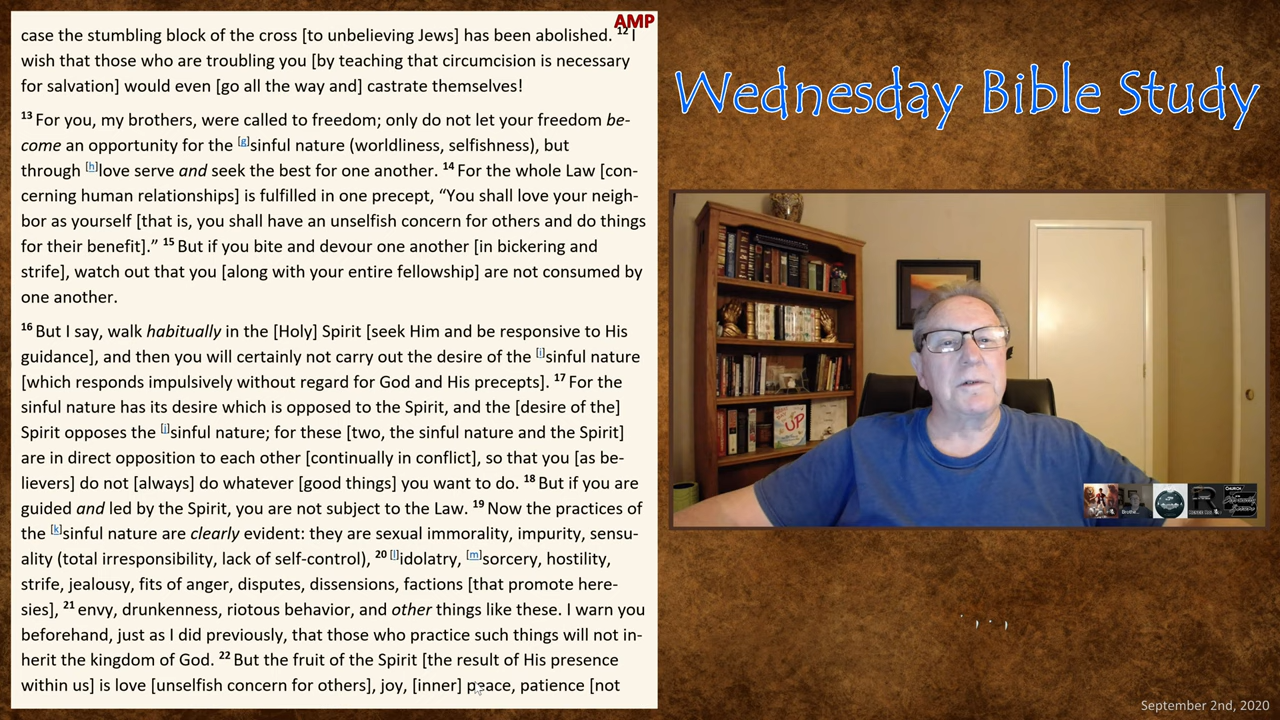 AMP
case the stumbling block of the cross [to unbelieving Jews] has been abolished. 12 I
wish that those who are troubling you [by teaching that circumcision is necessary
for salvation] would even [go all the way and] castrate themselves!
13 For you, my brothers, were called to freedom; only do not let your freedom be-
come an opportunity for the [g]sinful nature (worldliness, selfishness), but
through [h]love serve and seek the best for one another. 14 For the whole Law [con-
cerning human relationships] is fulfilled in one precept, “You shall love your neigh-
bor as yourself [that is, you shall have an unselfish concern for others and do things
for their benefit].” 15 But if you bite and devour one another [in bickering and
strife], watch out that you [along with your entire fellowship] are not consumed by
one another.
16 But I say, walk habitually in the [Holy] Spirit [seek Him and be responsive to His
guidance], and then you will certainly not carry out the desire of the [i]sinful nature
[which responds impulsively without regard for God and His precepts]. 17 For the
sinful nature has its desire which is opposed to the Spirit, and the [desire of the]
Spirit opposes the [j]sinful nature; for these [two, the sinful nature and the Spirit]
are in direct opposition to each other [continually in conflict], so that you [as be-
lievers] do not [always] do whatever [good things] you want to do. 18 But if you are
guided and led by the Spirit, you are not subject to the Law. 19 Now the practices of
the [k]sinful nature are clearly evident: they are sexual immorality, impurity, sensu-
ality (total irresponsibility, lack of self-control), 20 [l]idolatry, [m]sorcery, hostility,
strife, jealousy, fits of anger, disputes, dissensions, factions [that promote here-
sies], 21 envy, drunkenness, riotous behavior, and other things like these. I warn you
beforehand, just as I did previously, that those who practice such things will not in-
herit the kingdom of God. 22 But the fruit of the Spirit [the result of His presence
within us] is love [unselfish concern for others], joy, [inner] peace, patience [not
Wednesday Bible Study
UP
September 2nd, 2020